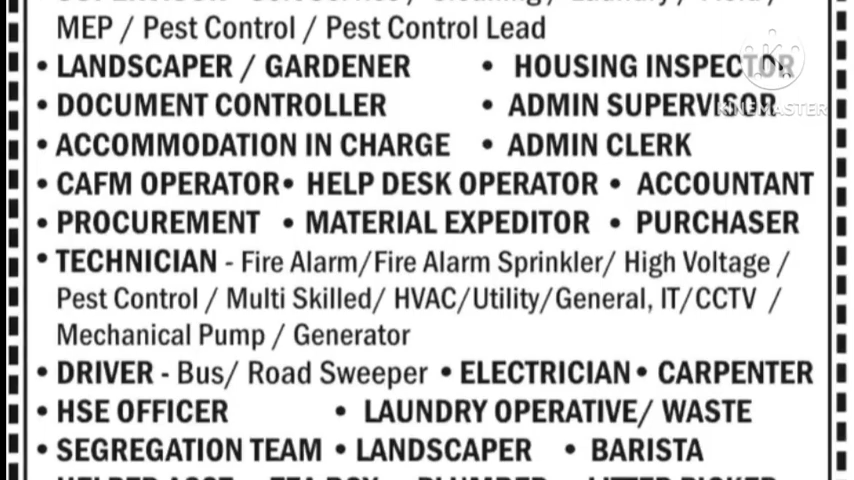 MEP / Pest Control / Pest Control Lead
• LANDSCAPER / GARDENER • HOUSING INSPECTOR
• DOCUMENT CONTROLLER • ADMIN SUPERVISOR
KINEMASTER
• ACCOMMODATION IN CHARGE • ADMIN CLERK
• CAFM OPERATOR • HELP DESK OPERATOR • ACCOUNTANT
• PROCUREMENT • MATERIAL EXPEDITOR • PURCHASER
• TECHNICIAN - Fire Alarm/Fire Alarm Sprinkler/ High Voltage /
Pest Control / Multi Skilled/ HVAC/Utility/General, IT/CCTV /
Mechanical Pump / Generator
• DRIVER - Bus/ Road Sweeper • ELECTRICIAN • CARPENTER
• HSE OFFICER • LAUNDRY OPERATIVE/ WASTE
• SEGREGATION TEAM • LANDSCAPER • BARISTA